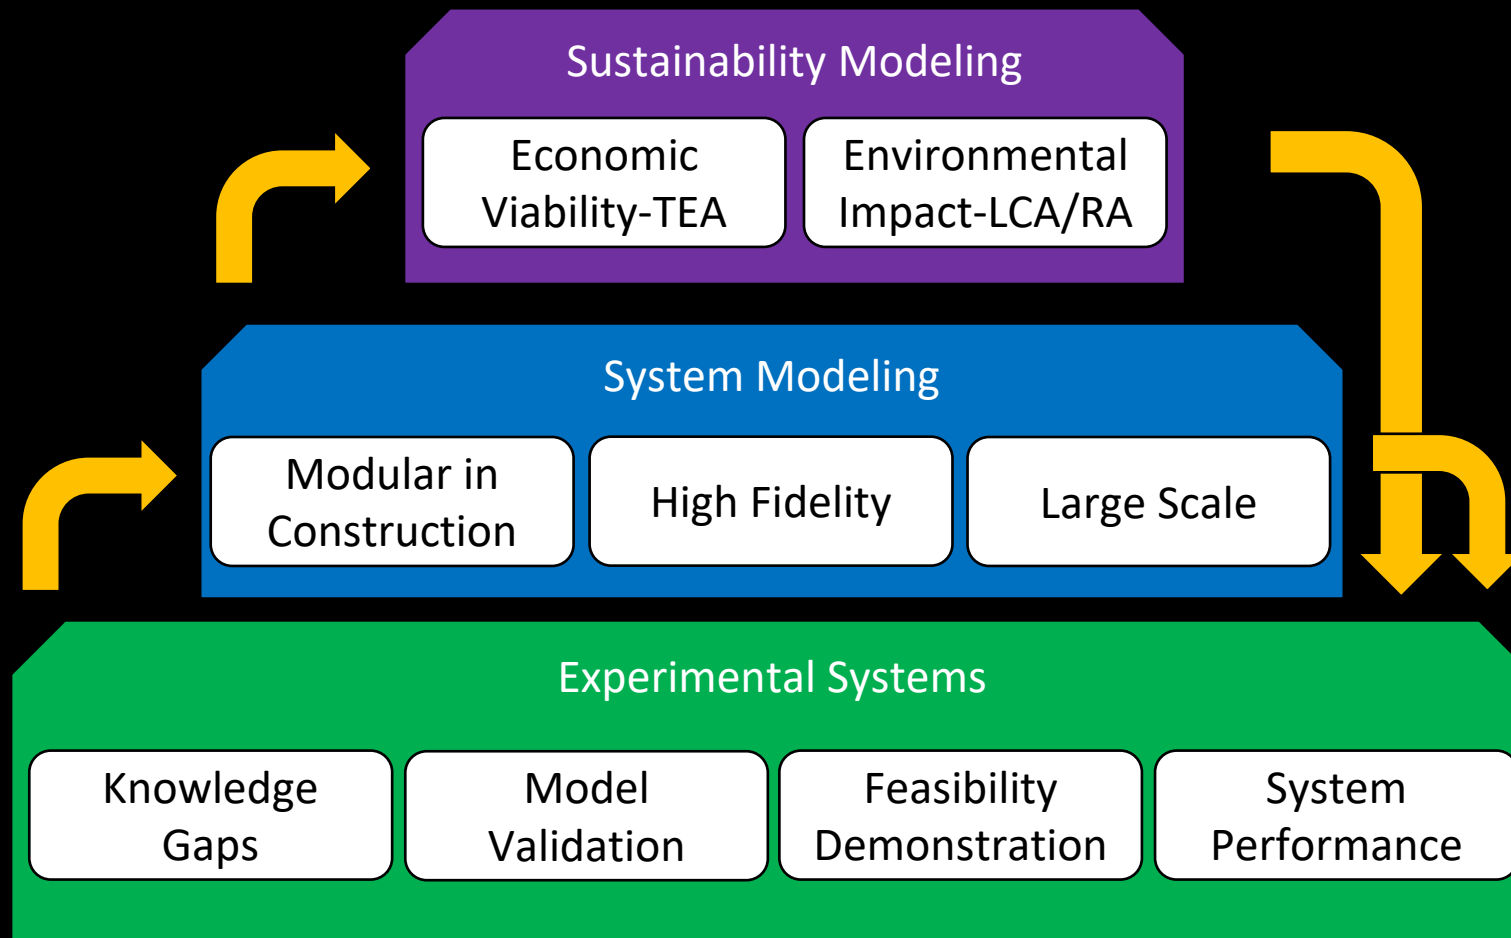 Sustainability Modeling
Economic
Viability-TEA
Environmental
Impact-LCA/RA
System Modeling
Modular in
Construction
High Fidelity
Large Scale
Experimental Systems
Knowledge
Gaps
Model
Validation
Feasibility
Demonstration
System
Performance